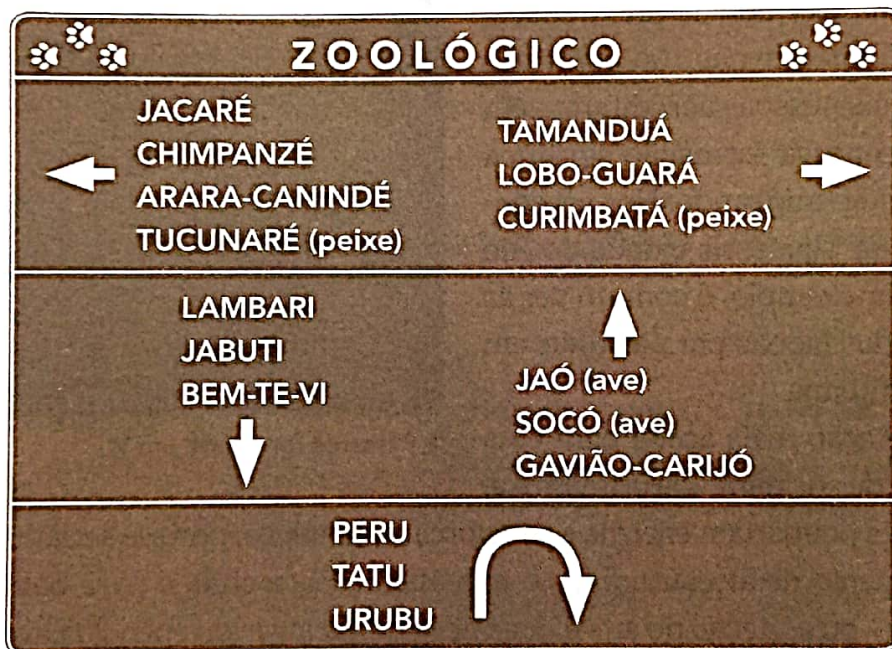 ZOOLÓGICO
JACARÉ
CHIMPANZÉ
ARARA-CANINDÉ
TUCUNARÉ (peixe)
TAMANDUÁ
LOBO-GUARÁ
CURIMBATÁ (peixe)
LAMBARI
JABUTI
BEM-TE-VI
JAÓ (ave)
SOCÓ (ave)
GAVIÃO-CARIJÓ
PERU
TATU
URUBU